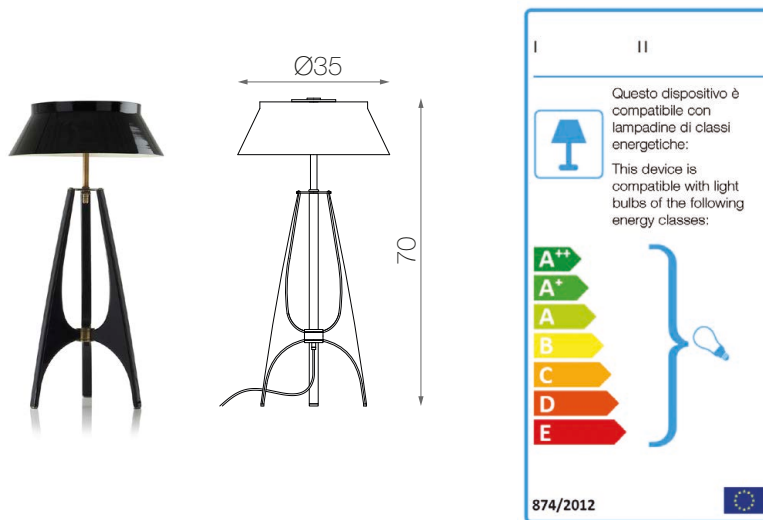 Ø35
70
I II
Questo dispositivo è
compatibile con
lampadine di classi
energetiche:
This device is
compatible with light
bulbs of the following
energy classes:
A++
A+
A
B
C
D
E
874/2012